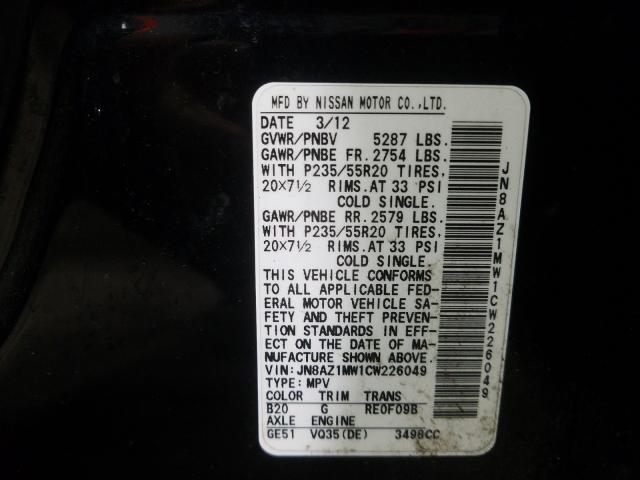 MFD BY NISSAN MOTOR CO.,LTD.
DATE 3/12
GVWR/PNBV 5287 LBS.
GAWR/PNBE FR. 2754 LBS.
WITH P235/55R20 TIRES,
20×7½ RIMS.AT 33 PSI
COLD SINGLE.
GAWR/PNBE RR. 2579 LBS.
WITH P235/55R20 TIRES,
20×7½ RIMS.AT 33 PSI
COLD SINGLE.
THIS VEHICLE CONFORMS
TO ALL APPLICABLE FED-
ERAL MOTOR VEHICLE SA-
FETY AND THEFT PREVEN-
TION STANDARDS IN EFF-
ECT ON THE DATE OF MA-
NUFACTURE SHOWN ABOVE.
VIN:JN8AZ1MW1CW226049
TYPE:MPV
COLOR TRIM TRANS
B20 G RE0F09B
AXLE ENGINE
GE51 VQ35(DE) 3498CC
JN8AZ1MW1CW226049